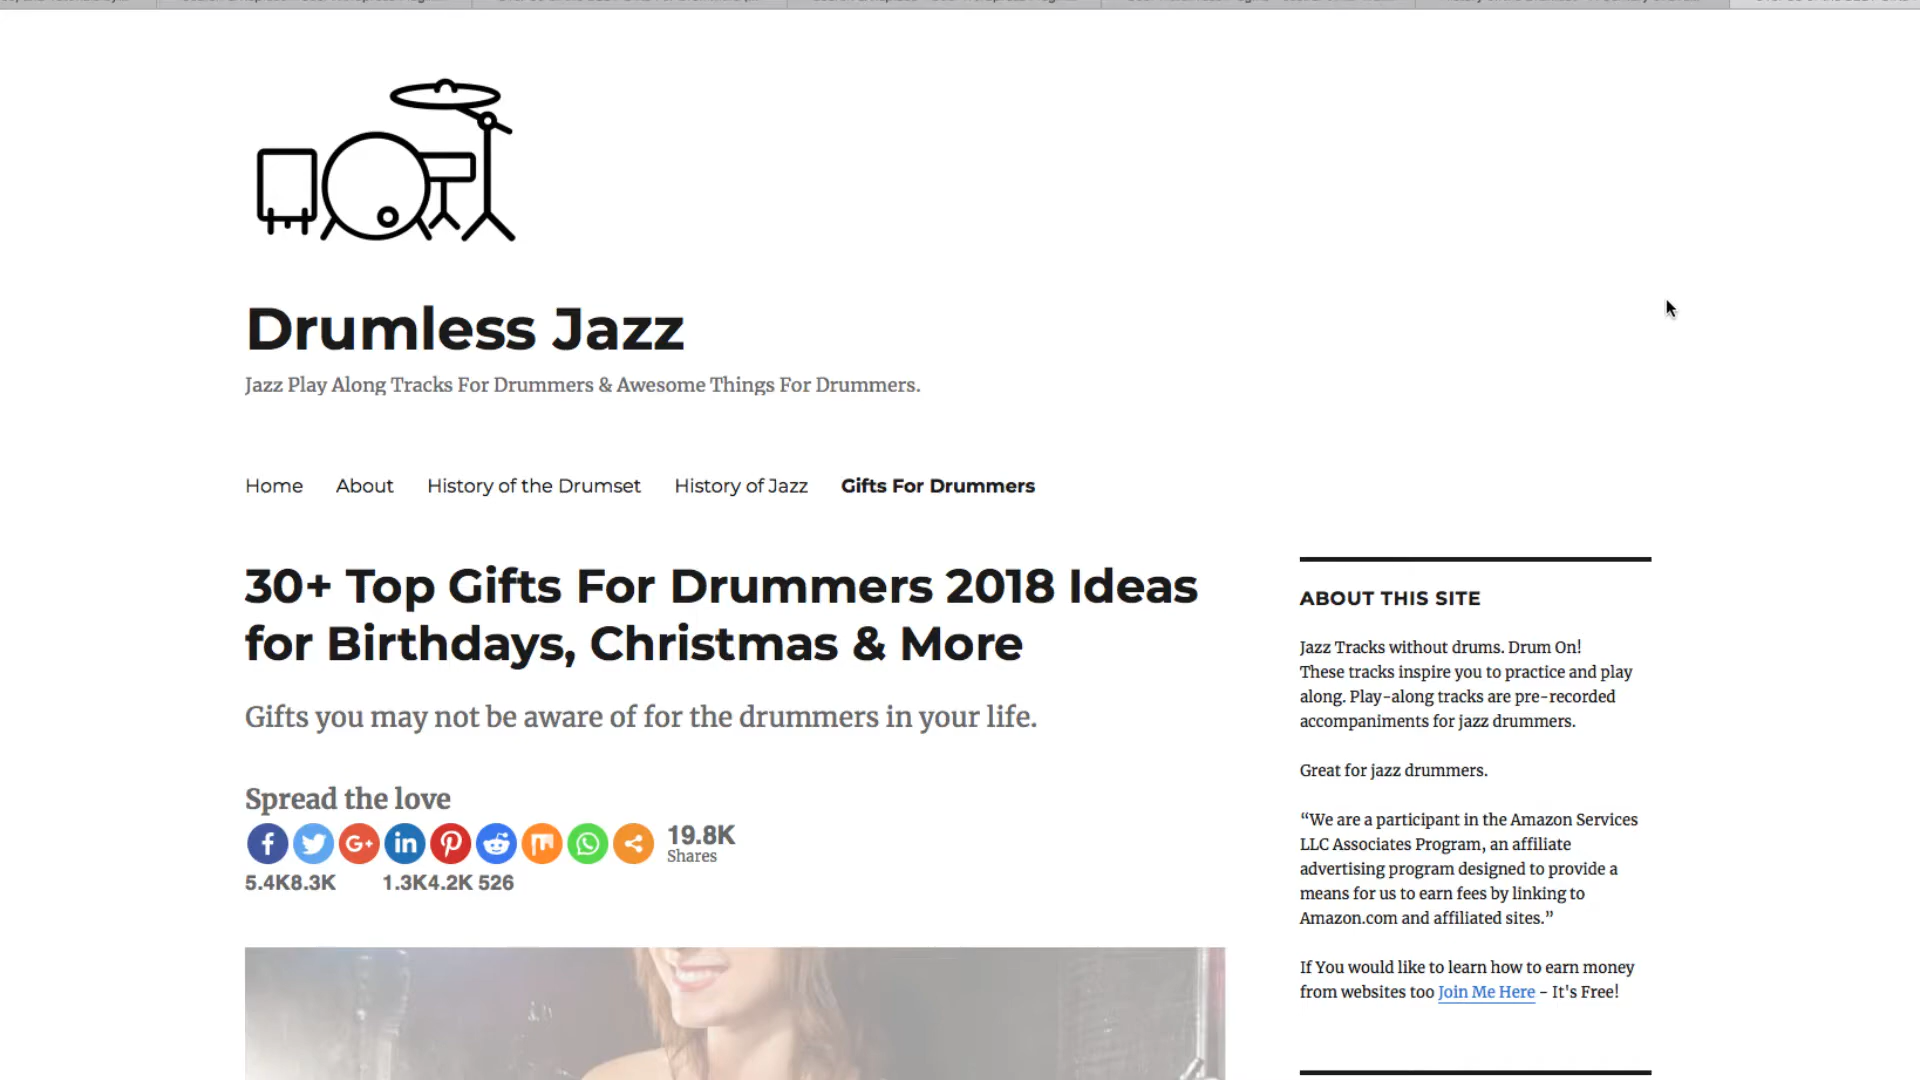 Drumless Jazz
Jazz Play Along Tracks For Drummers & Awesome Things For Drummers.
Home About History of the Drumset History of Jazz Gifts For Drummers
30+ Top Gifts For Drummers 2018 Ideas
for Birthdays, Christmas & More
Gifts you may not be aware of for the drummers in your life.
Spread the love
19.8K
Shares
5.4K 8.3K 1.3K 4.2K 526
ABOUT THIS SITE
Jazz Tracks without drums. Drum On!
These tracks inspire you to practice and play
along. Play-along tracks are pre-recorded
accompaniments for jazz drummers.
Great for jazz drummers.
“We are a participant in the Amazon Services
LLC Associates Program, an affiliate
advertising program designed to provide a
means for us to earn fees by linking to
Amazon.com and affiliated sites.”
If You would like to learn how to earn money
from websites too Join Me Here - It's Free!